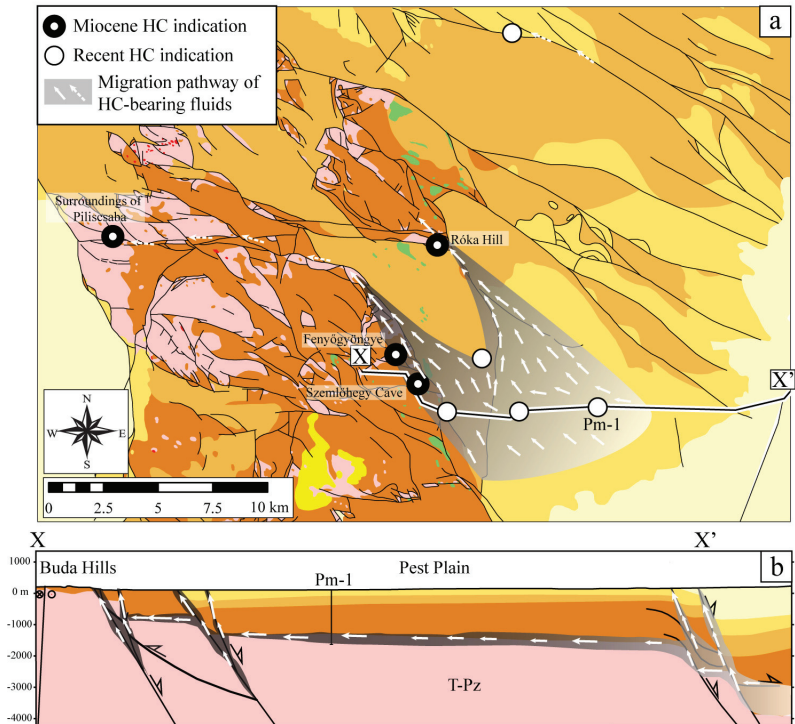 Miocene HC indication
a
Recent HC indication
Migration pathway of
HC-bearing fluids
Surroundings of
Piliscsaba
Róka Hill
Fenyőgyöngye
X
Szemlőhegy Cave
X'
Pm-1
N
W E
S
0 2.5 5 7.5 10 km
X X'
1000 Buda Hills Pest Plain b
0 m Pm-1
-1000
-2000
T-Pz
-3000
-4000